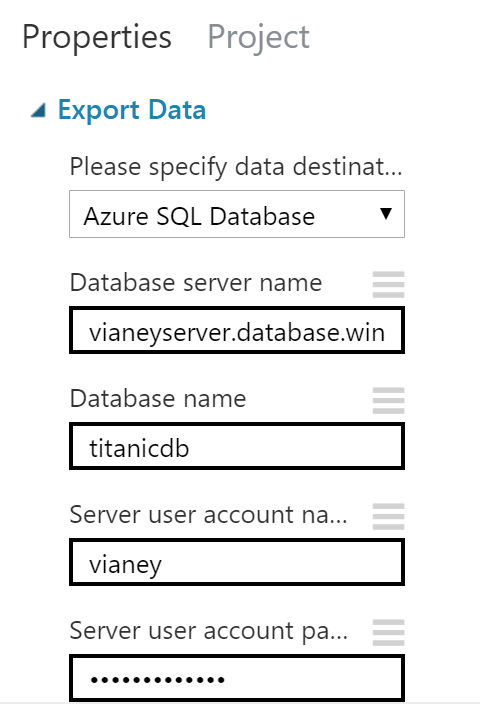 Properties Project
Export Data
Please specify data destinat...
Azure SQL Database
Database server name
vianeyserver.database.win
Database name
titanicdb
Server user account na...
vianey
Server user account pa...
•••••••••••••